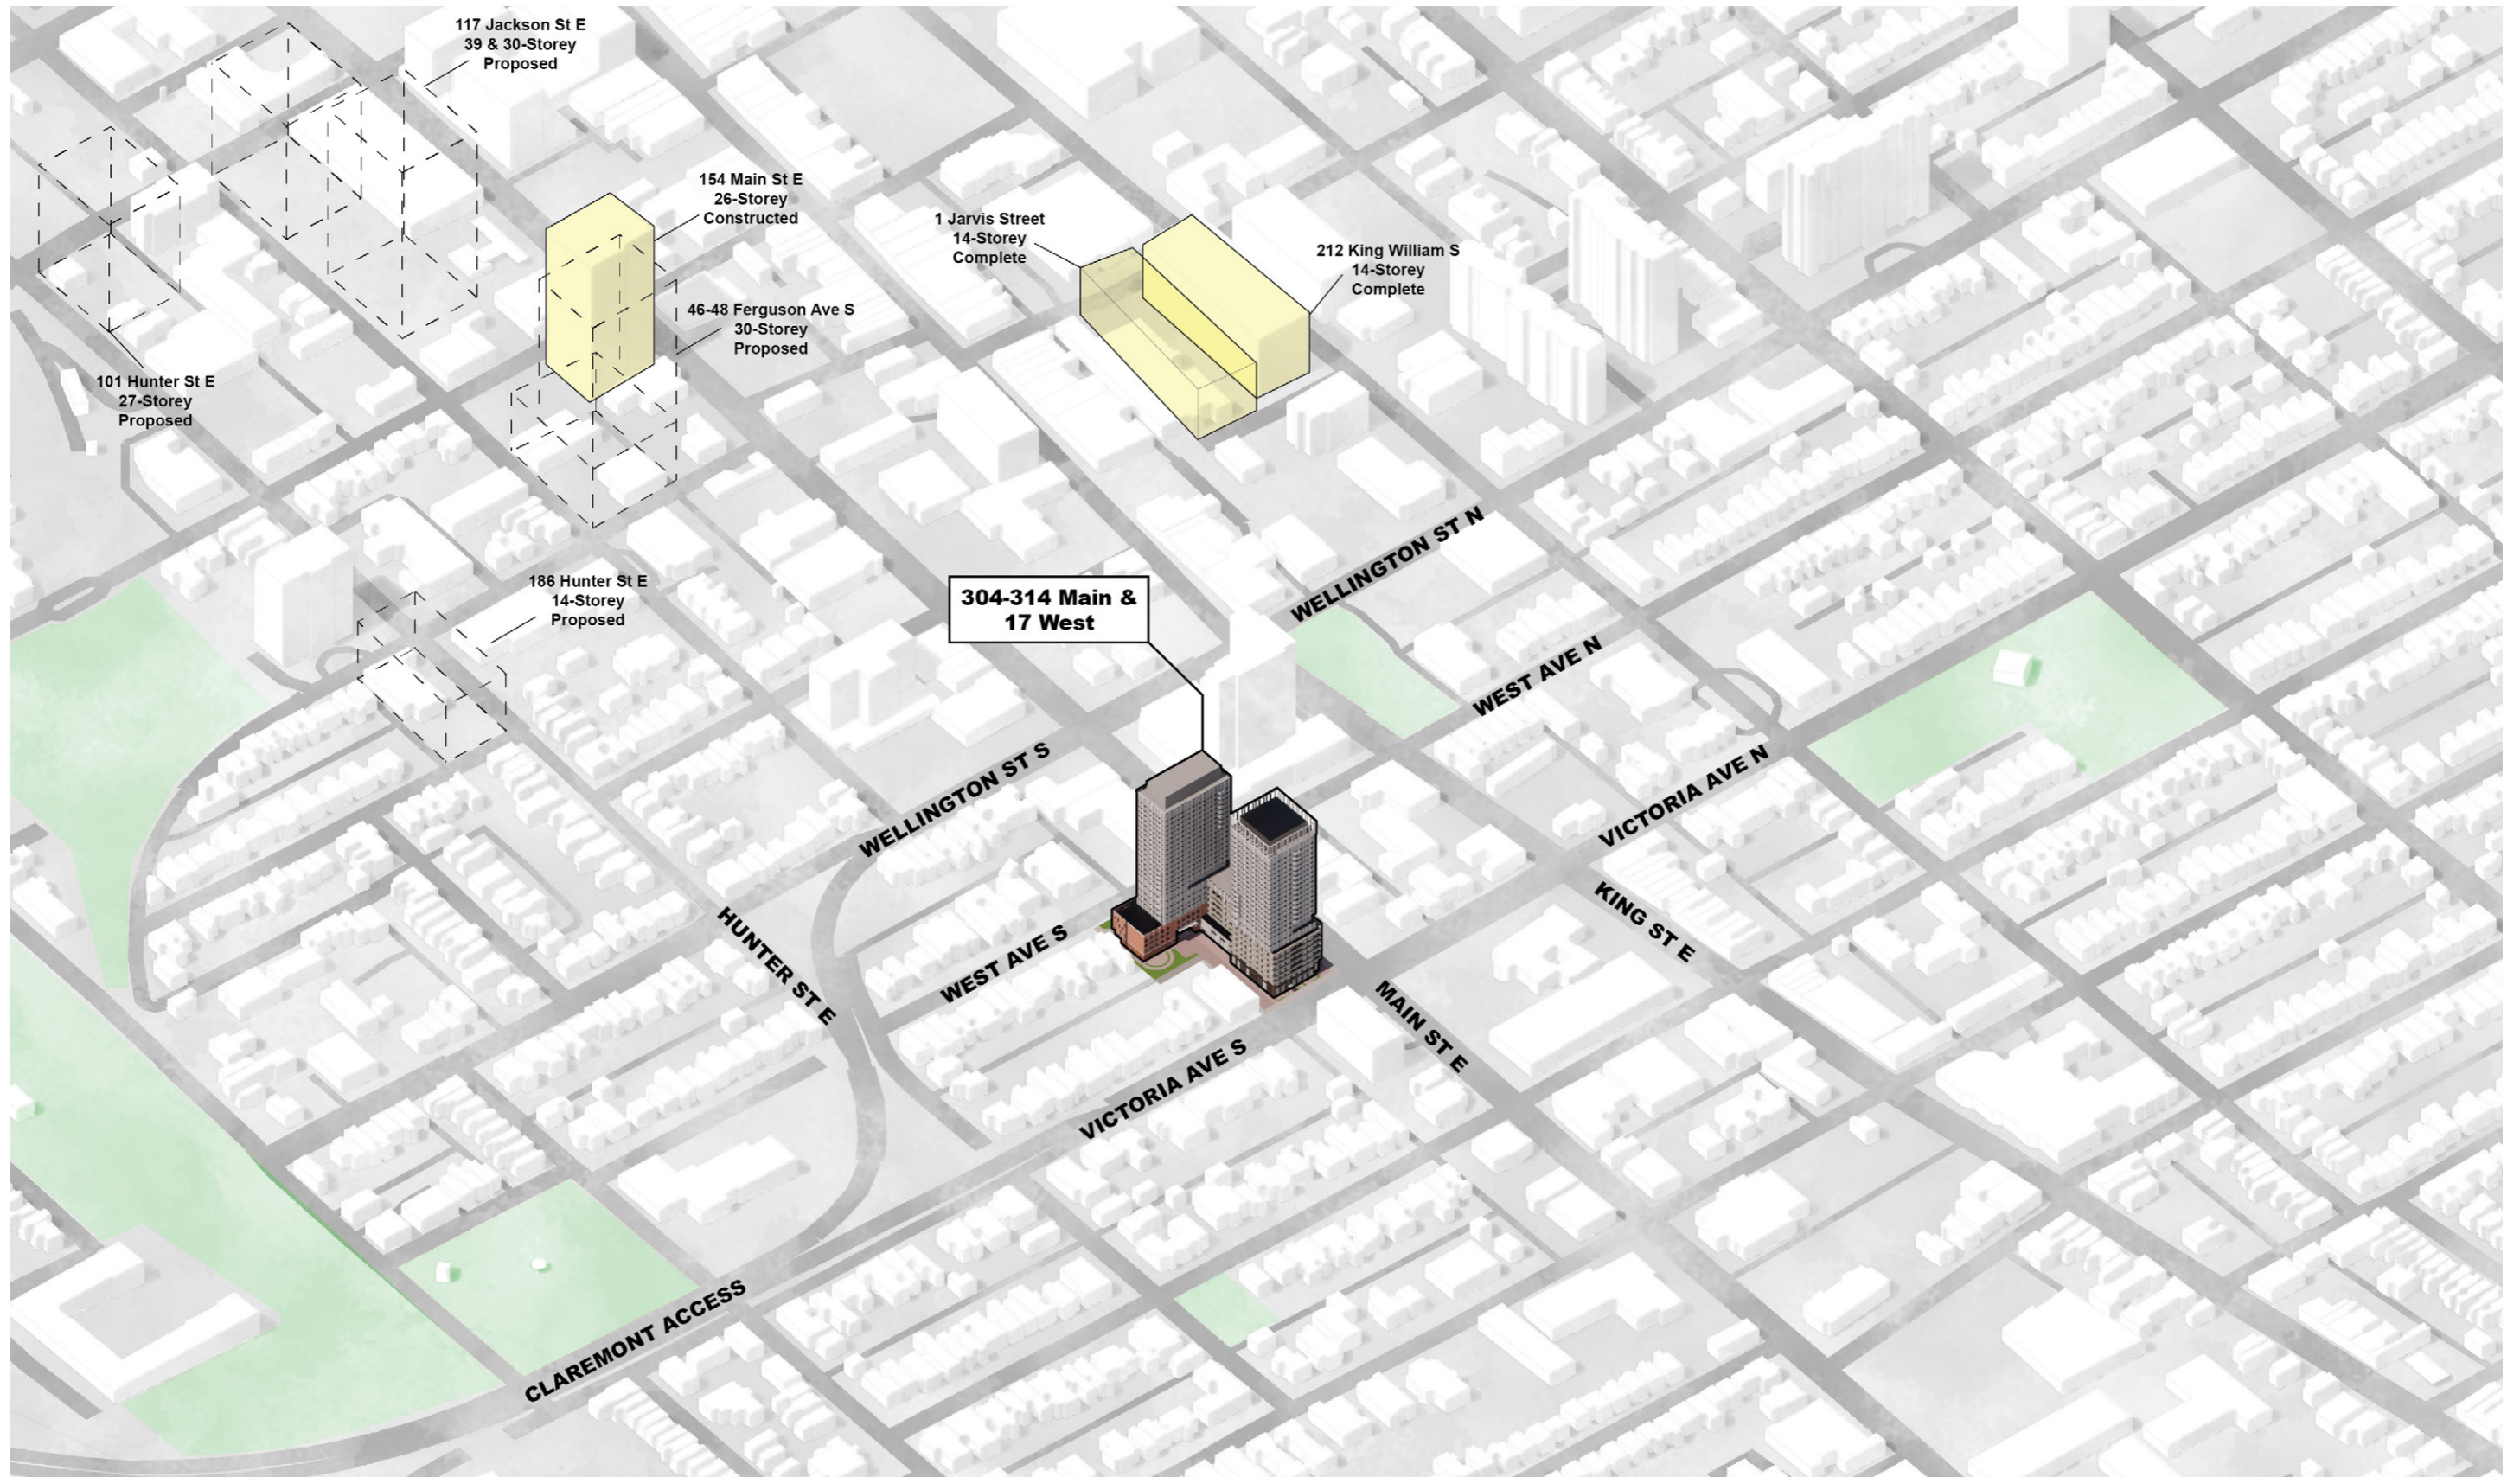 117 Jackson St E
39 & 30-Storey
Proposed
154 Main St E
26-Storey
Constructed
1 Jarvis Street
14-Storey
Complete
212 King William S
14-Storey
Complete
46-48 Ferguson Ave S
30-Storey
Proposed
101 Hunter St E
27-Storey
Proposed
186 Hunter St E
14-Storey
Proposed
304-314 Main &
17 West
WELLINGTON ST N
WEST AVE N
VICTORIA AVE N
WELLINGTON ST S
WEST AVE S
HUNTER ST E
KING ST E
MAIN ST E
VICTORIA AVE S
CLAREMONT ACCESS